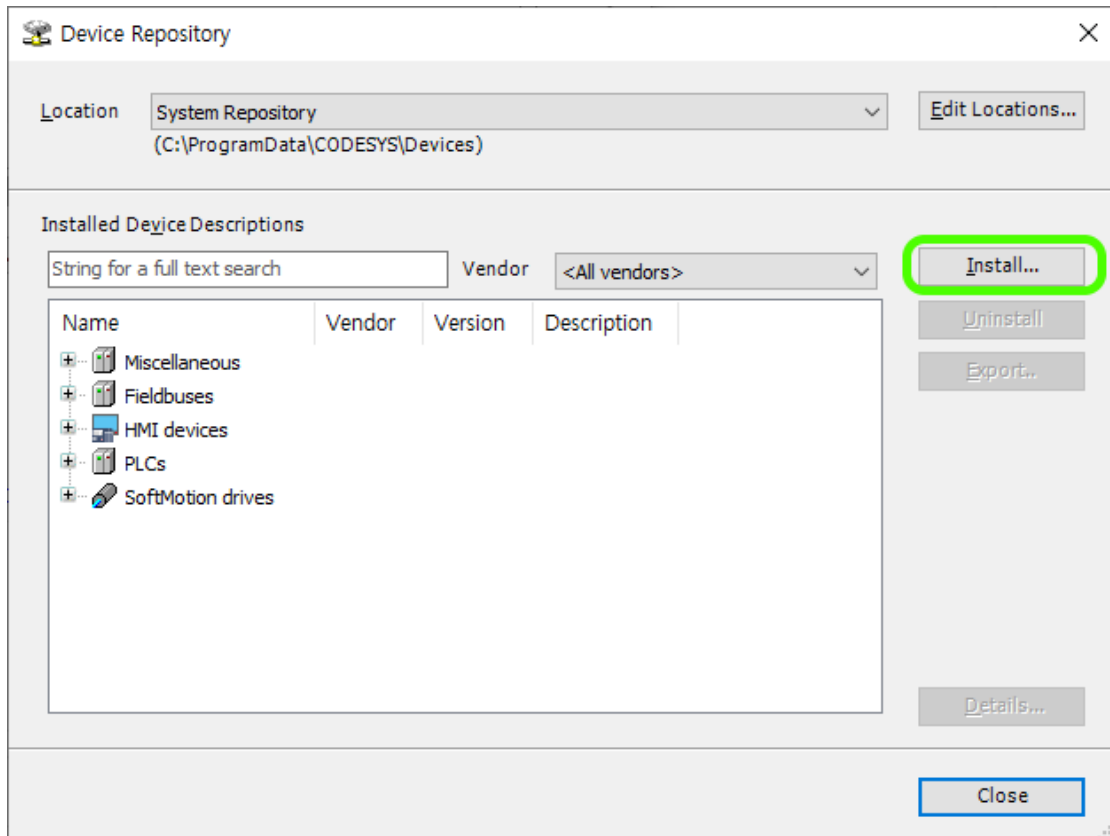 Device Repository
Location System Repository Edit Locations...
(C:\ProgramData\CODESYS\Devices)
Installed Device Descriptions
String for a full text search Vendor <All vendors> Install...
Name Vendor Version Description Uninstall
Miscellaneous Export..
Fieldbuses
HMI devices
PLCs
SoftMotion drives
Details...
Close